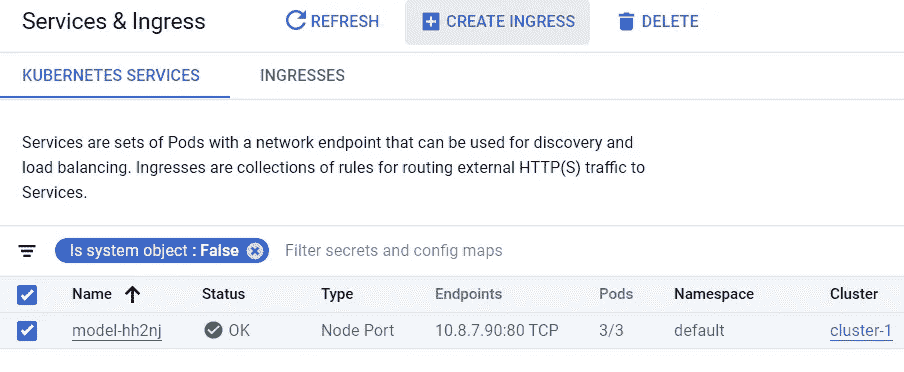 Services & Ingress REFRESH CREATE INGRESS DELETE
KUBERNETES SERVICES INGRESSES
Services are sets of Pods with a network endpoint that can be used for discovery and
load balancing. Ingresses are collections of rules for routing external HTTP(S) traffic to
Services.
Is system object : False Filter secrets and config maps
Name Status Type Endpoints Pods Namespace Cluster
model-hh2nj OK Node Port 10.8.7.90:80 TCP 3/3 default cluster-1